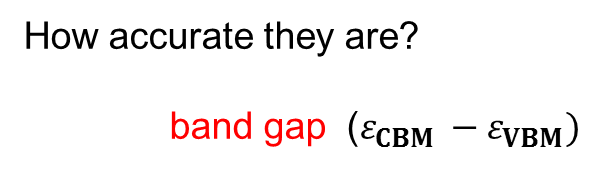 How accurate they are?
band gap (εCBM − εVBM)